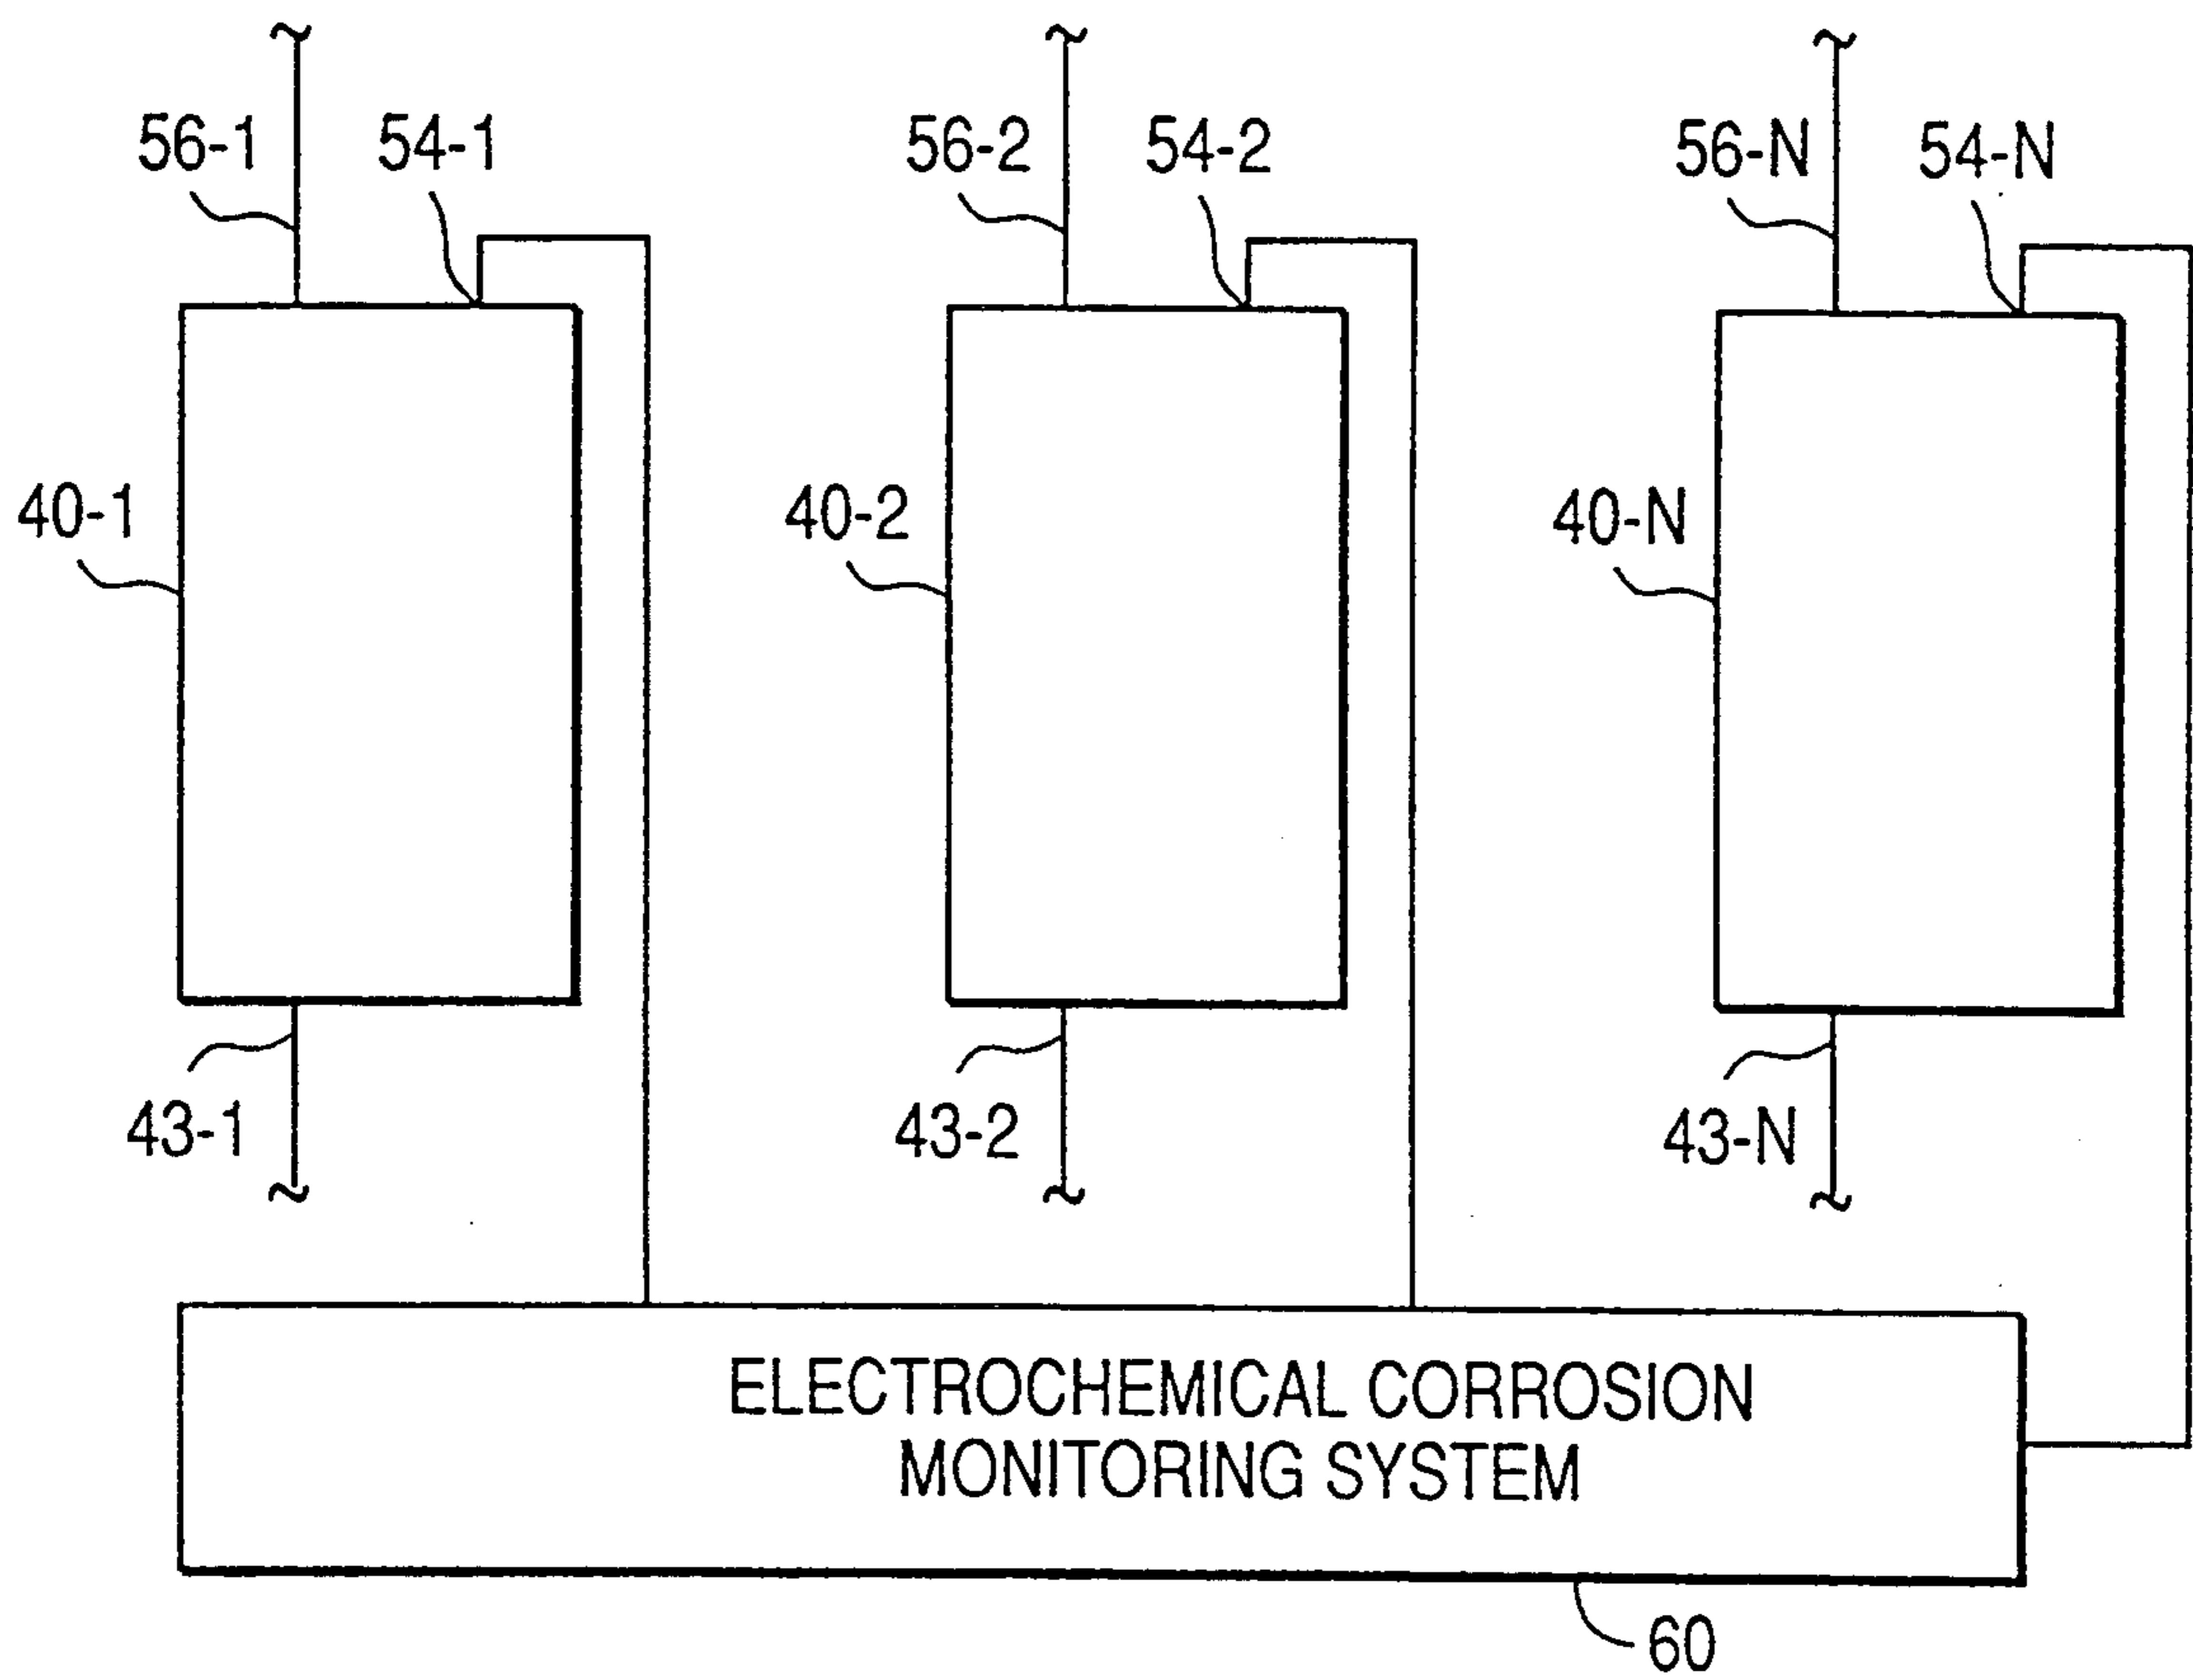 56-1
54-1
56-2
54-2
56-N
54-N
40-1
40-2
40-N
43-1
43-2
43-N
ELECTROCHEMICAL CORROSION
MONITORING SYSTEM
60